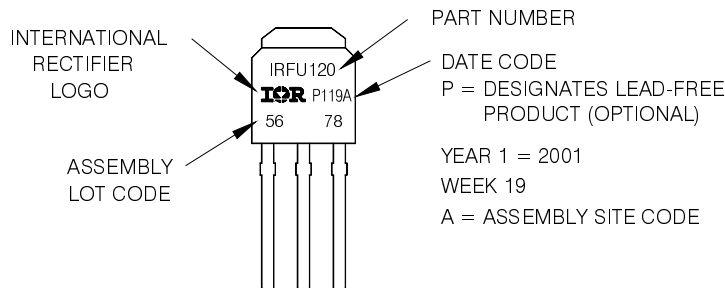 INTERNATIONAL
RECTIFIER
LOGO
ASSEMBLY
LOT CODE
IRFU120
IOR P119A
56 78
PART NUMBER
DATE CODE
P = DESIGNATES LEAD-FREE
PRODUCT (OPTIONAL)
YEAR 1 = 2001
WEEK 19
A = ASSEMBLY SITE CODE